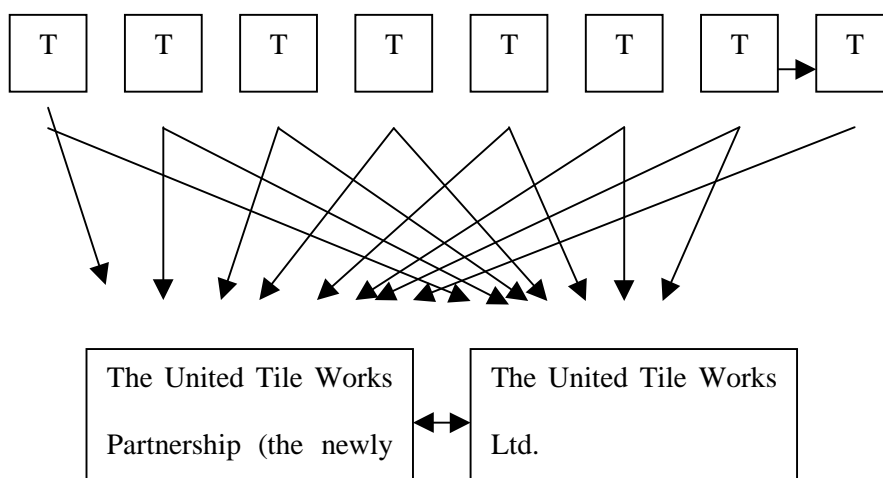 T T T T T T T T
The United Tile Works
Partnership (the newly
The United Tile Works
Ltd.